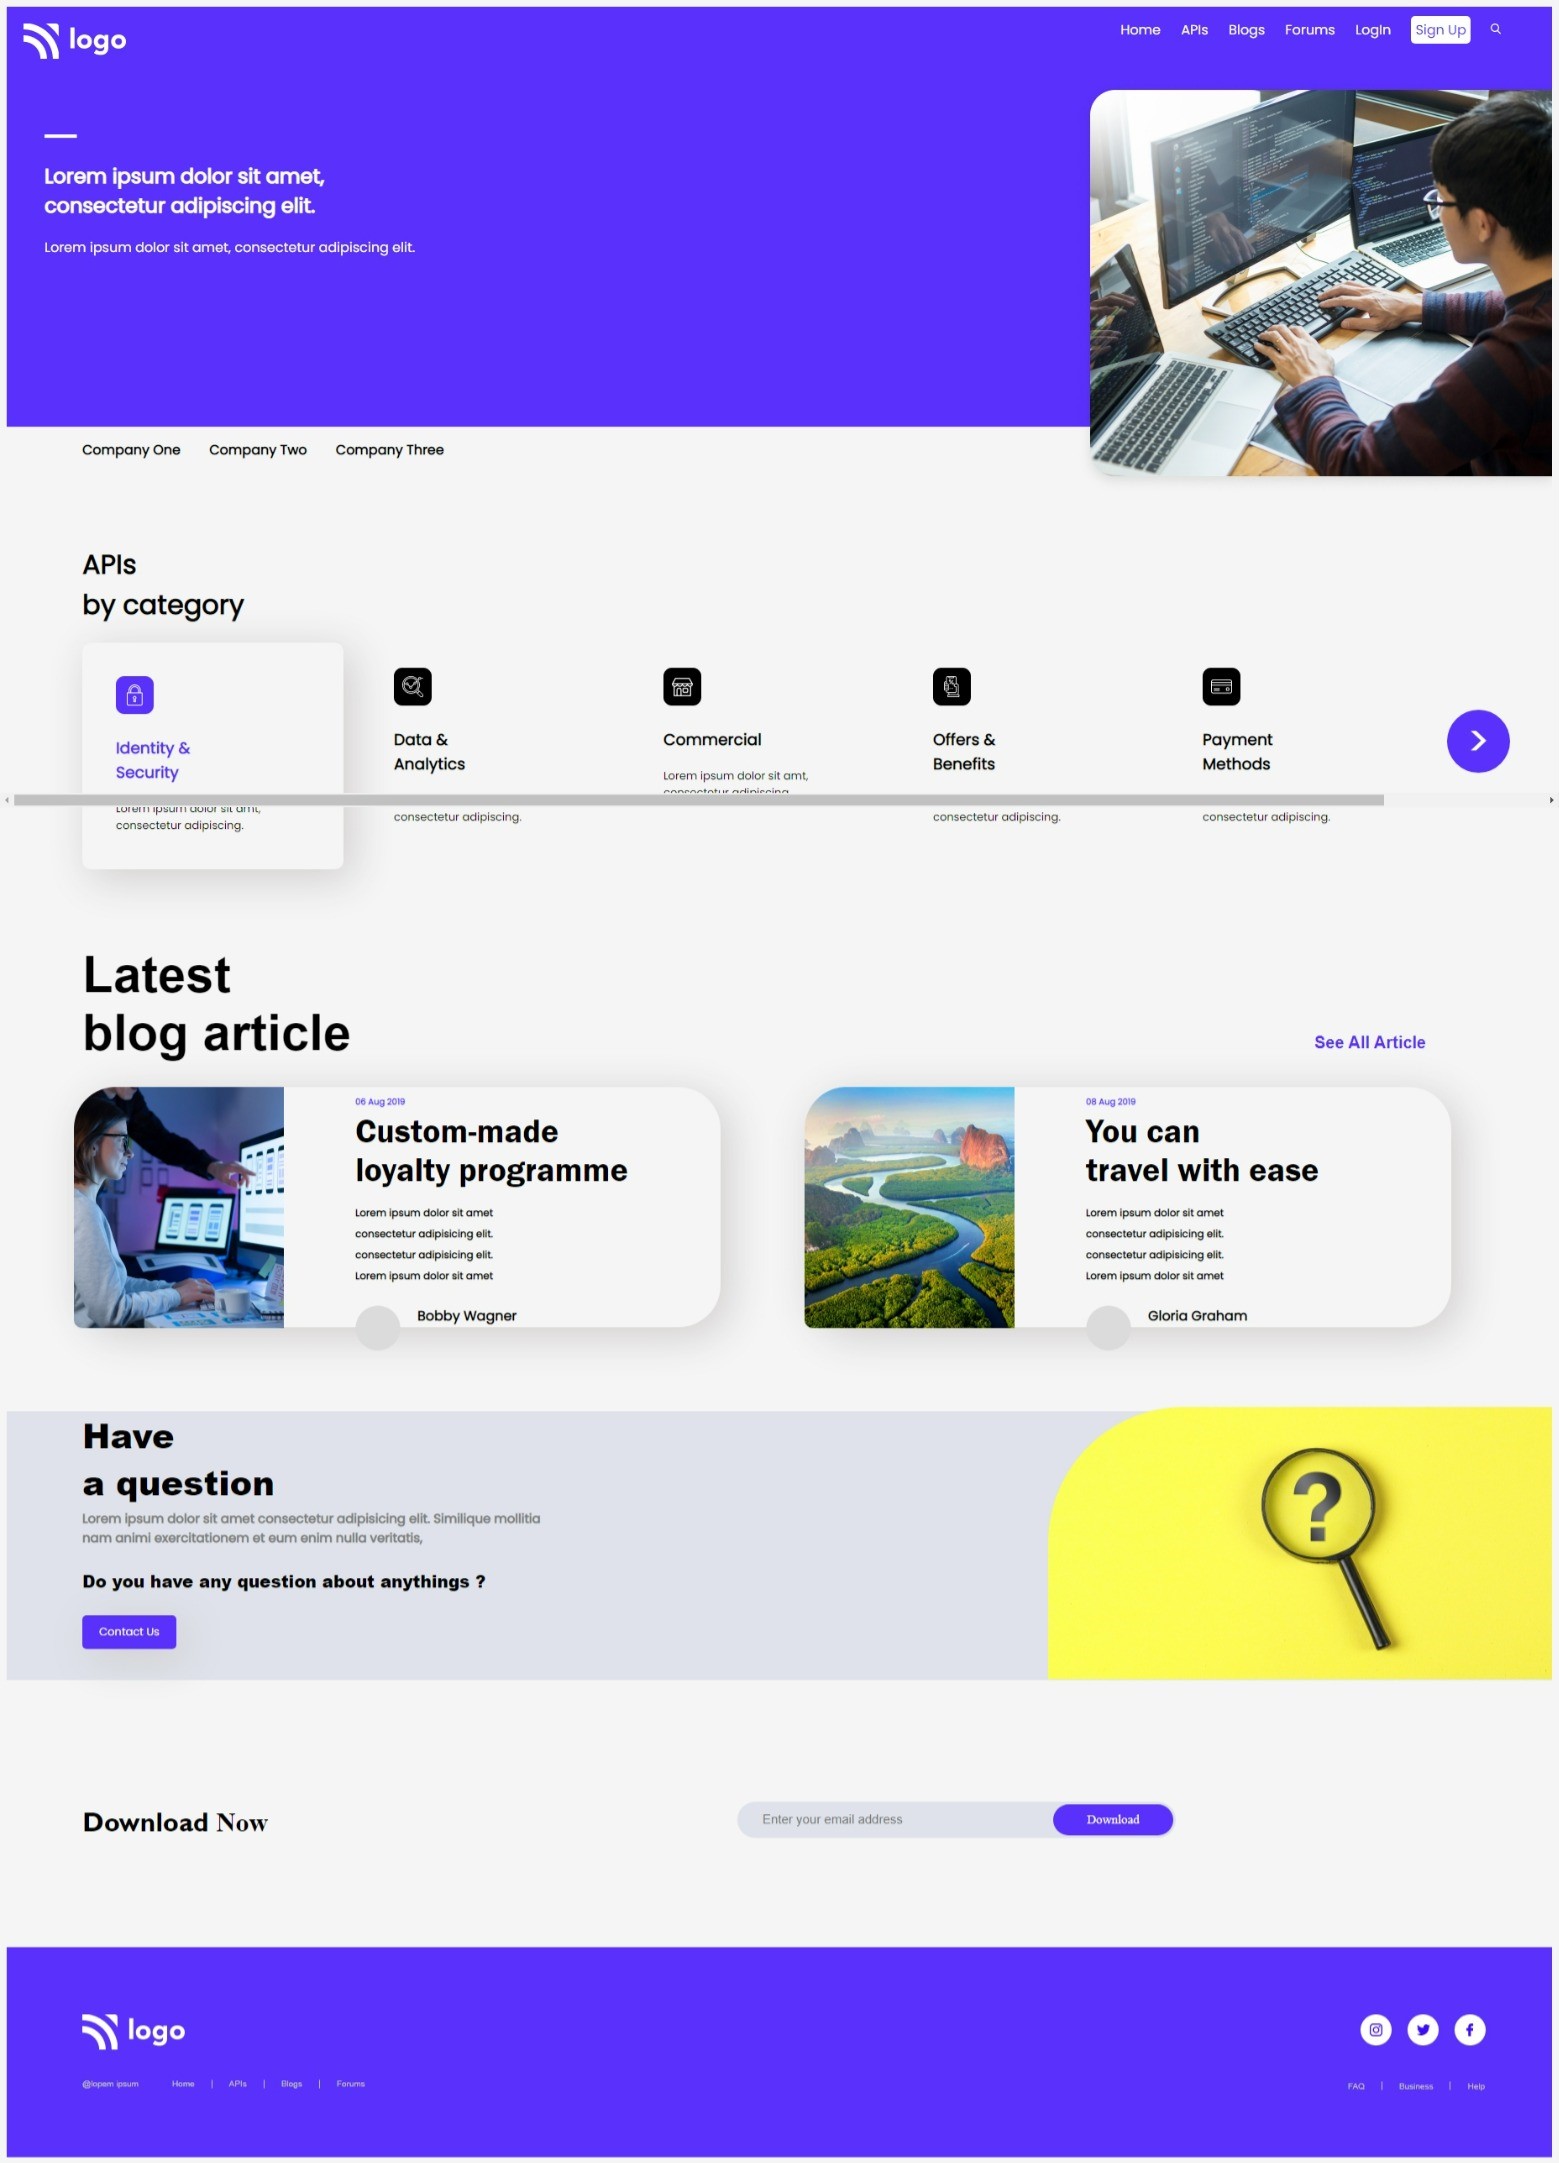 logo
Home APIs Blogs Forums LogIn Sign Up
Lorem ipsum dolor sit amet,
consectetur adipiscing elit.
Lorem ipsum dolor sit amet, consectetur adipiscing elit.
Company One Company Two Company Three
APIs
by category
Identity &
Security
Lorem ipsum dolor sit amt,
consectetur adipiscing.
Data &
Analytics
consectetur adipiscing.
Commercial
Lorem ipsum dolor sit amt,
consectetur adipiscing
Offers &
Benefits
consectetur adipiscing.
Payment
Methods
consectetur adipiscing.
Latest
blog article
See All Article
06 Aug 2019
Custom-made
loyalty programme
Lorem ipsum dolor sit amet
consectetur adipisicing elit.
consectetur adipisicing elit.
Lorem ipsum dolor sit amet
Bobby Wagner
08 Aug 2019
You can
travel with ease
Lorem ipsum dolor sit amet
consectetur adipisicing elit.
consectetur adipisicing elit.
Lorem ipsum dolor sit amet
Gloria Graham
Have
a question
Lorem ipsum dolor sit amet consectetur adipisicing elit. Similique mollitia
nam animi exercitationem et eum enim nulla veritatis,
Do you have any question about anythings ?
Contact Us
?
Download Now
Enter your email address
Download
logo
@lopem ipsum Home | APIs | Blogs | Forums
FAQ | Business | Help